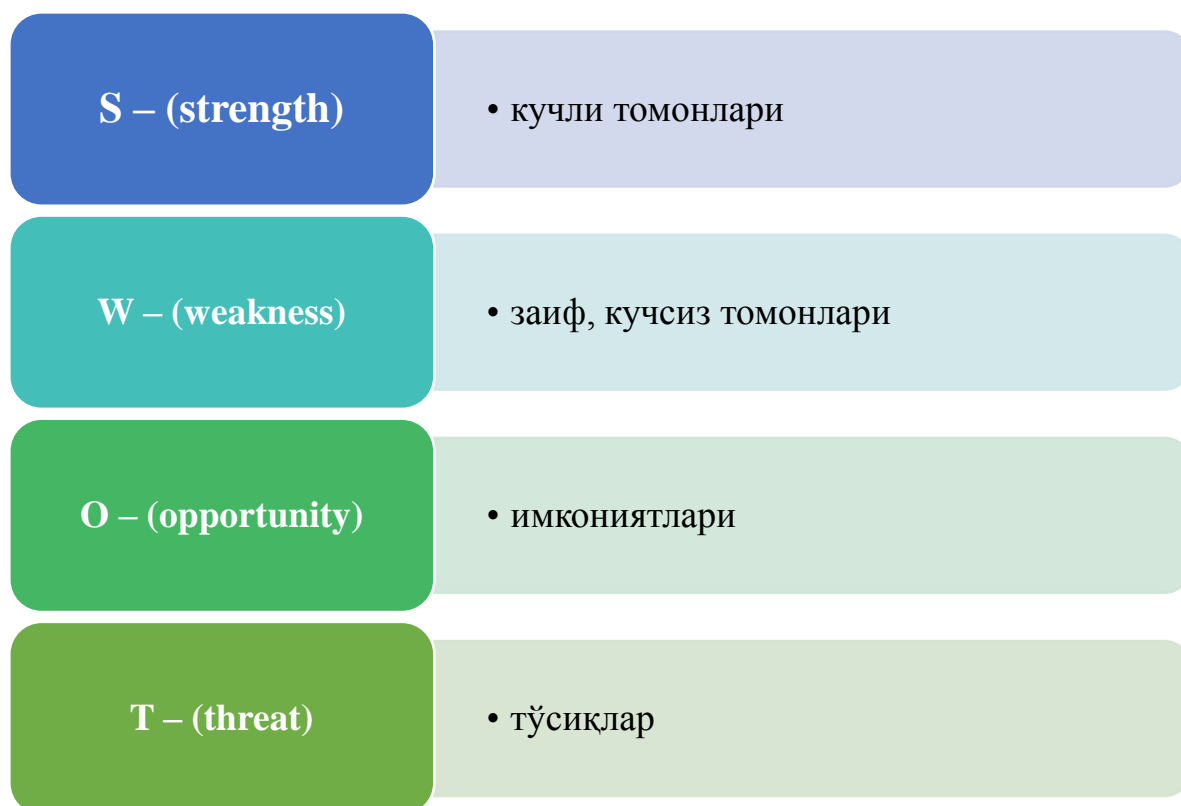 S – (strength)
• кучли томонлари
W – (weakness)
• заиф, кучсиз томонлари
O – (opportunity)
• имкониятлари
T – (threat)
• тўсиқлар